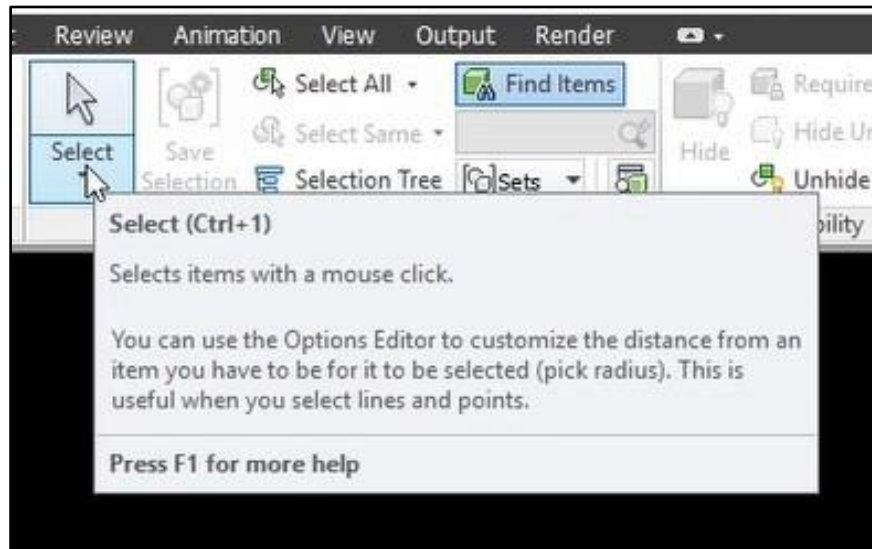 Review Animation View Output Render
Select
Save
Selection
Select All
Select Same
Selection Tree
Find Items
Sets
Hide
Require
Hide Un
Unhide
bility
Select (Ctrl+1)
Selects items with a mouse click.
You can use the Options Editor to customize the distance from an
item you have to be for it to be selected (pick radius). This is
useful when you select lines and points.
Press F1 for more help